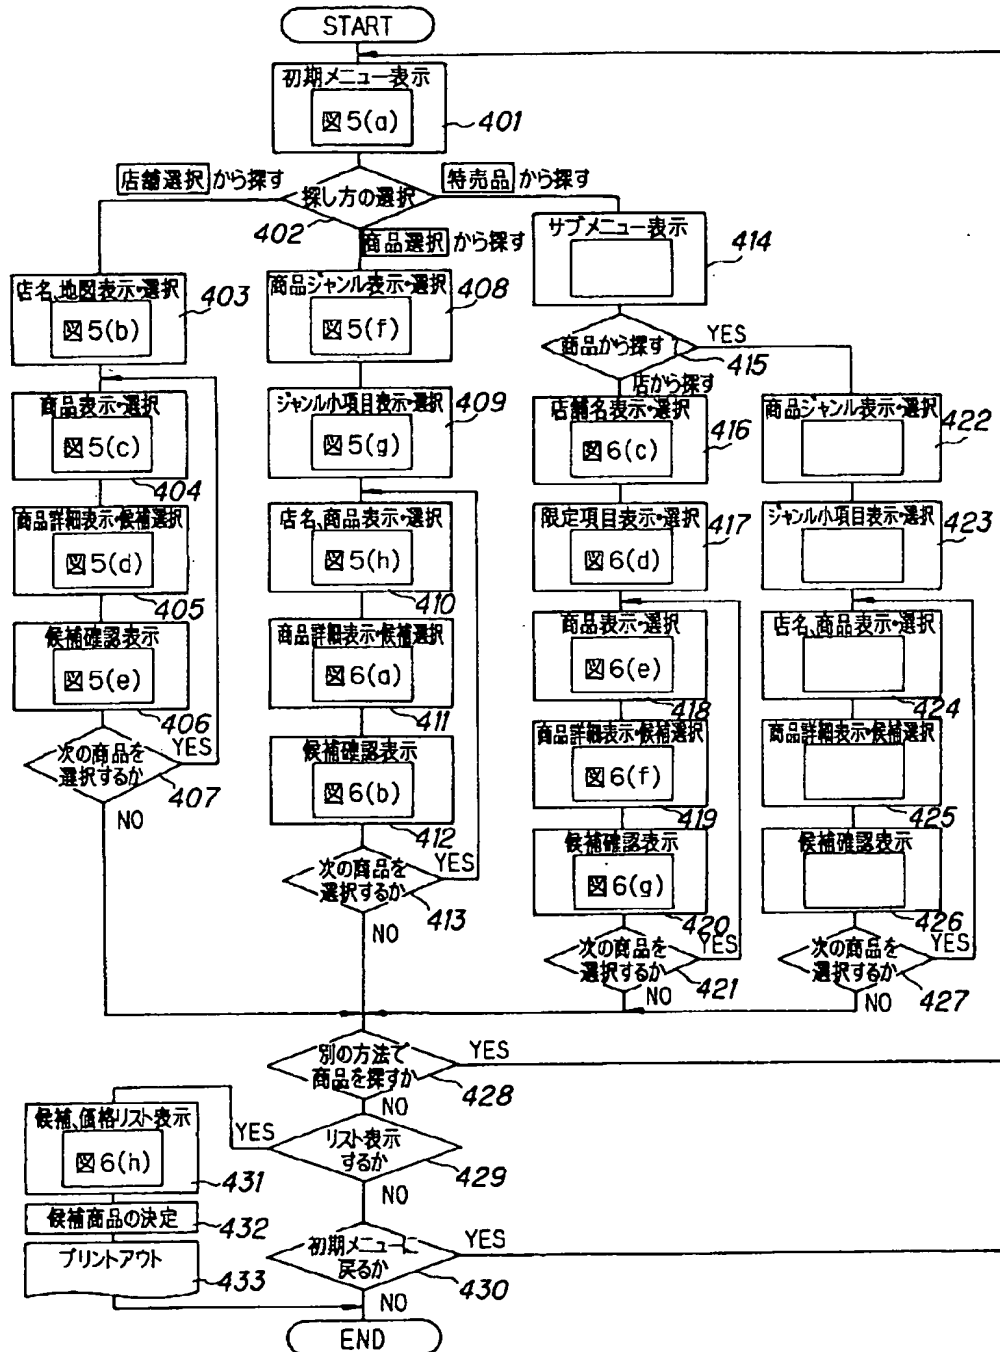 START
初期メニュー表示
図5(a)
401
店舗選択から探す
探し方の選択
402
特売品から探す
商品選択から探す
店名、地図表示・選択
図5(b)
403
商品表示・選択
図5(c)
404
商品詳細表示・候補選択
図5(d)
405
候補確認表示
図5(e)
406
次の商品を
選択するか
407
YES
NO
商品ジャンル表示・選択
図5(f)
408
ジャンル小項目表示・選択
図5(g)
409
店名、商品表示・選択
図5(h)
410
商品詳細表示・候補選択
図6(a)
411
候補確認表示
図6(b)
412
次の商品を
選択するか
413
YES
NO
サブメニュー表示
414
商品から探す
415
YES
店から探す
店舗名表示・選択
図6(c)
416
限定項目表示・選択
図6(d)
417
商品表示・選択
図6(e)
418
商品詳細表示・候補選択
図6(f)
419
候補確認表示
図6(g)
420
次の商品を
選択するか
421
YES
NO
商品ジャンル表示・選択
422
ジャンル小項目表示・選択
423
店名、商品表示・選択
424
商品詳細表示・候補選択
425
候補確認表示
426
次の商品を
選択するか
427
YES
NO
別の方法で
商品を探すか
428
YES
NO
リスト表示
するか
429
YES
NO
候補、価格リスト表示
図6(h)
431
候補商品の決定
432
プリントアウト
433
初期メニューに
戻るか
430
YES
NO
END